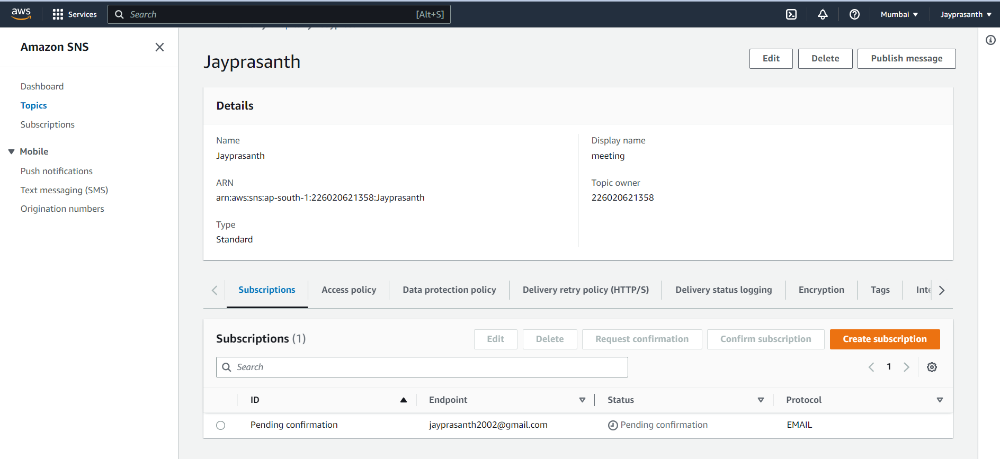 aws
Services
Search
[Alt+S]
Mumbai
Jayprasanth
Amazon SNS
Dashboard
Topics
Subscriptions
Mobile
Push notifications
Text messaging (SMS)
Origination numbers
Jayprasanth
Edit
Delete
Publish message
Details
Name
Jayprasanth
ARN
arn:aws:sns:ap-south-1:226020621358:Jayprasanth
Type
Standard
Display name
meeting
Topic owner
226020621358
Subscriptions
Access policy
Data protection policy
Delivery retry policy (HTTP/S)
Delivery status logging
Encryption
Tags
Subscriptions (1)
Edit
Delete
Request confirmation
Confirm subscription
Create subscription
Search
1
ID
Endpoint
Status
Protocol
Pending confirmation
jayprasanth2002@gmail.com
Pending confirmation
EMAIL